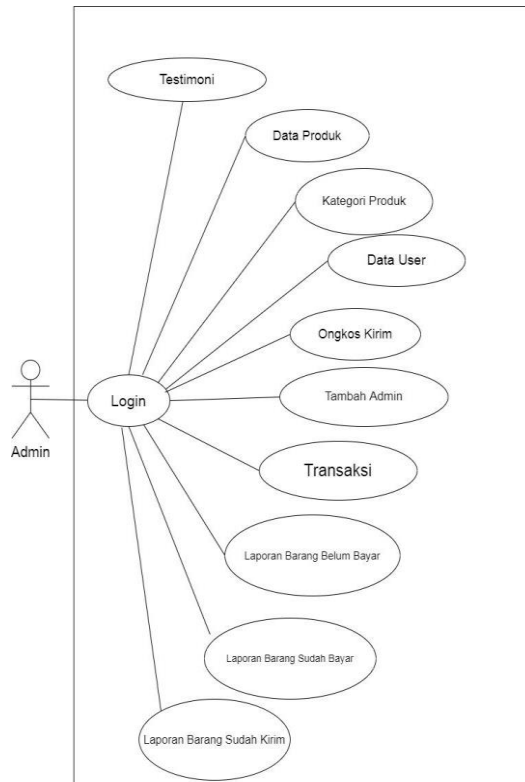 Testimoni
Data Produk
Kategori Produk
Data User
Ongkos Kirim
Tambah Admin
Login
Admin
Transaksi
Laporan Barang Belum Bayar
Laporan Barang Sudah Bayar
Laporan Barang Sudah Kirim